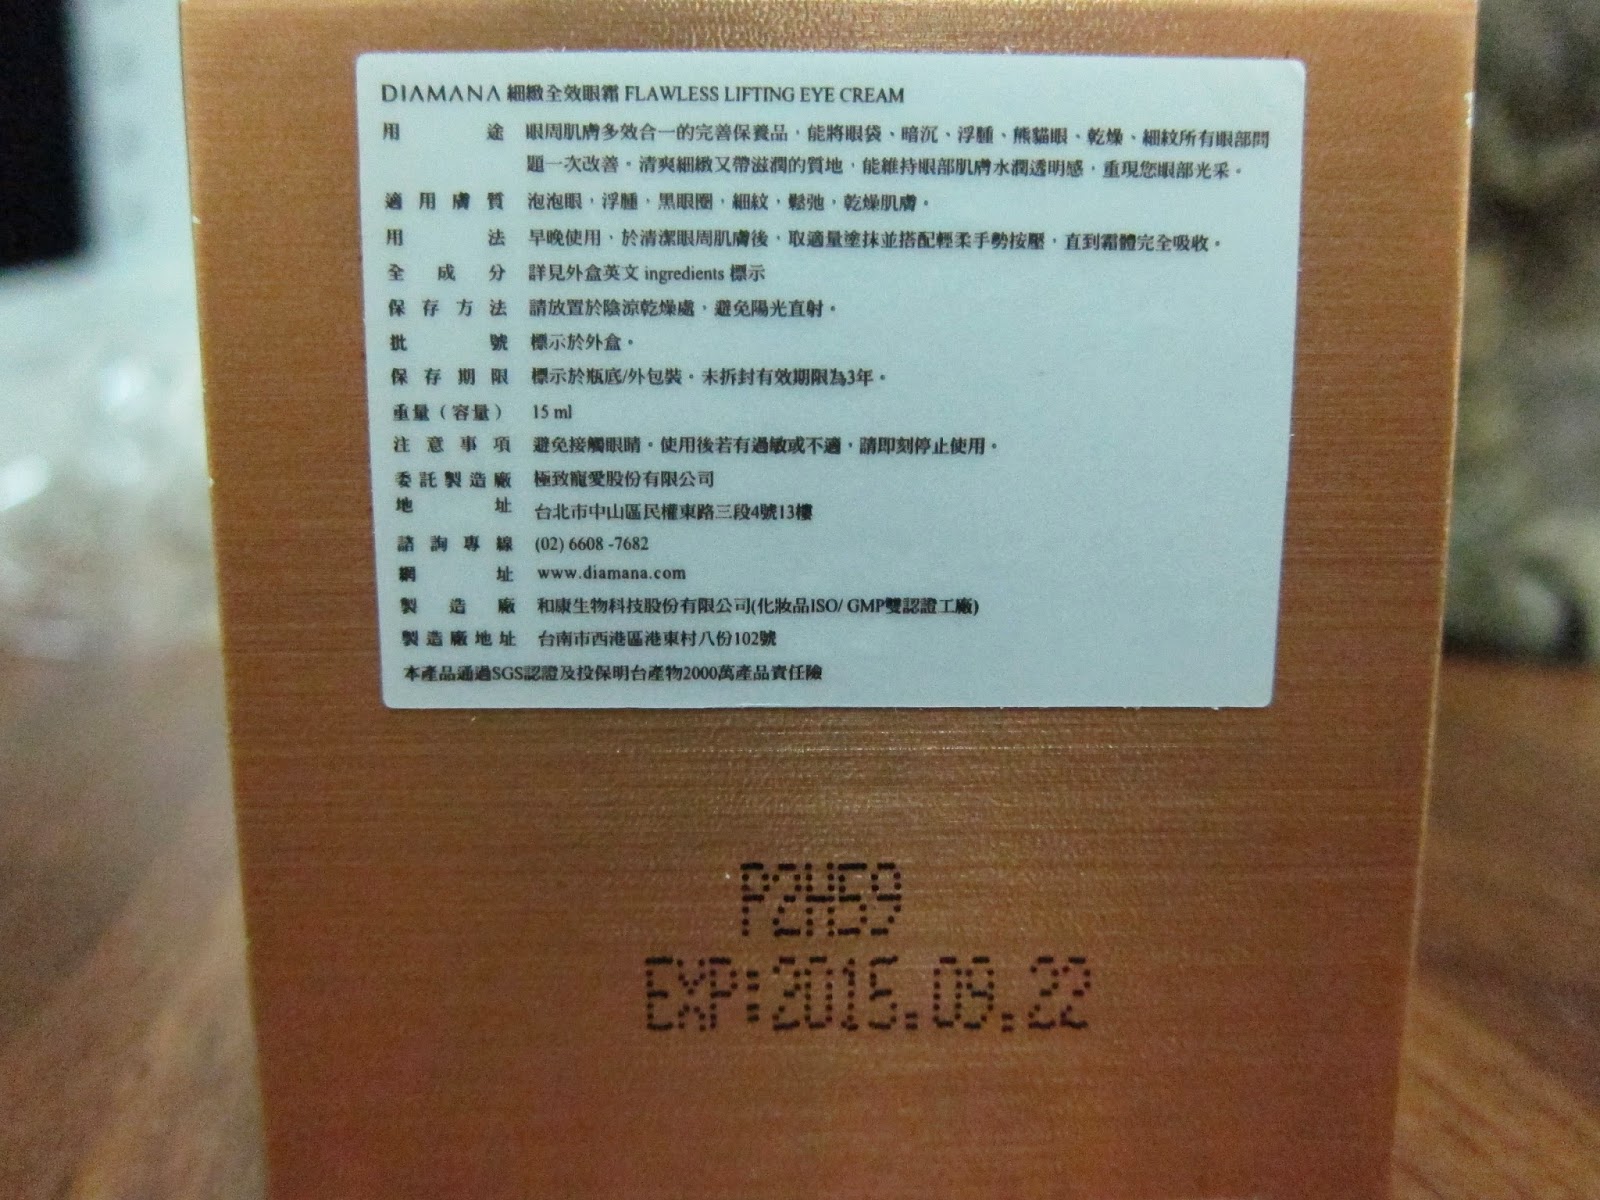 DIAMANA 細緻全效眼霜 FLAWLESS LIFTING EYE CREAM
用途 眼周肌膚多效合一的完善保養品，能將眼袋、暗沉、浮腫、熊貓眼、乾燥、細紋所有眼部問
題一次改善。清爽細緻又帶滋潤的質地，能維持眼部肌膚水潤透明感，重現您眼部光采。
適用膚質 泡泡眼，浮腫，黑眼圈，細紋，鬆弛，乾燥肌膚。
用法 早晚使用、於清潔眼周肌膚後，取適量塗抹並搭配輕柔手勢按壓，直到霜體完全吸收。
全成分 詳見外盒英文 ingredients 標示
保存方法 請放置於陰涼乾燥處，避免陽光直射。
批號 標示於外盒。
保存期限 標示於瓶底/外包裝。未拆封有效期限為3年。
重量（容量） 15 ml
注意事項 避免接觸眼睛。使用後若有過敏或不適，請即刻停止使用。
委託製造廠 極致寵愛股份有限公司
地址 台北市中山區民權東路三段4號13樓
諮詢專線 (02) 6608 -7682
網址 www.diamana.com
製造廠 和康生物科技股份有限公司(化妝品ISO/ GMP雙認證工廠)
製造廠地址 台南市西港區港東村八份102號
本產品通過SGS認證及投保明台產物2000萬產品責任險
P2H59
EXP:2015.09.22